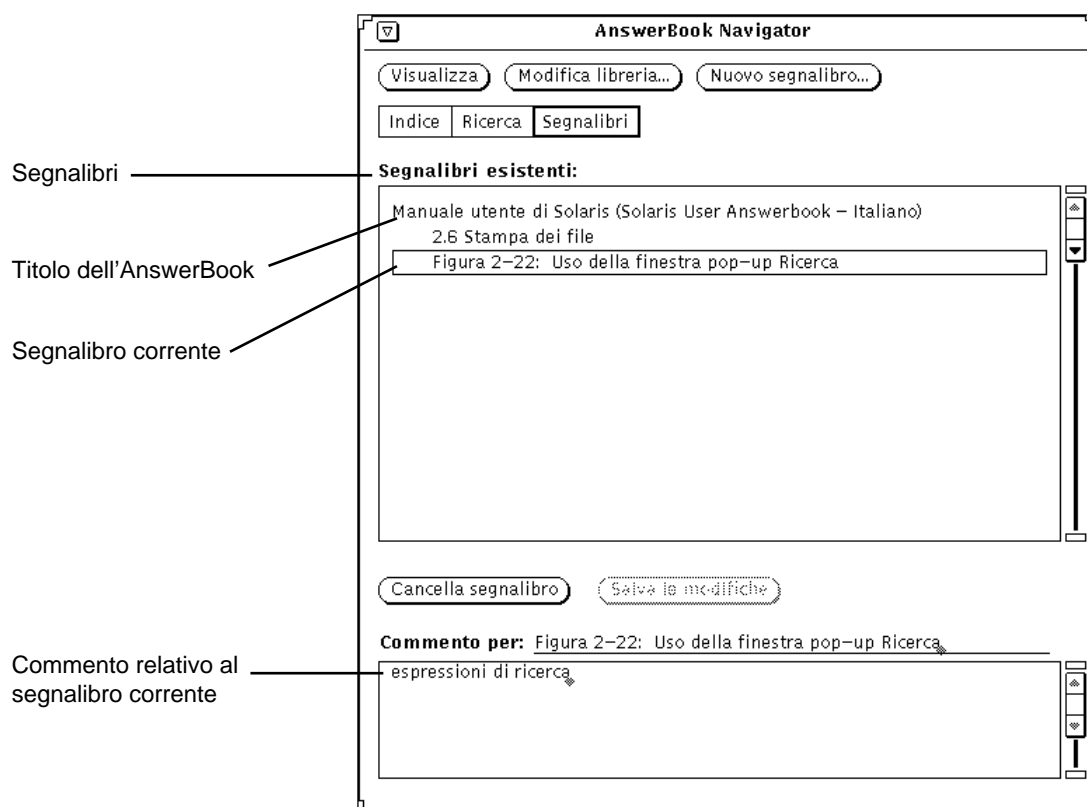 AnswerBook Navigator
Visualizza Modifica libreria... Nuovo segnalibro...
Indice Ricerca Segnalibri
Segnalibri
Segnalibri esistenti:
Manuale utente di Solaris (Solaris User Answerbook – Italiano)
2.6 Stampa dei file
Titolo dell’AnswerBook
Figura 2–22: Uso della finestra pop–up Ricerca
Segnalibro corrente
Cancella segnalibro Salva le modifiche
Commento per: Figura 2–22: Uso della finestra pop–up Ricerca
Commento relativo al
segnalibro corrente
espressioni di ricerca